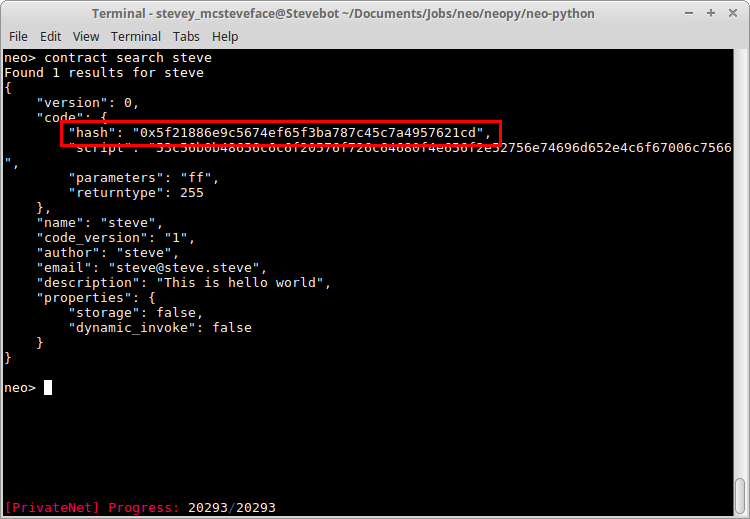 Terminal - stevey_mcsteveface@Stevebot ~/Documents/Jobs/neo/neopy/neo-python
File Edit View Terminal Tabs Help
neo> contract search steve
Found 1 results for steve
{
    "version": 0,
    "code": {
        "hash": "0x5f21886e9c5674ef65f3ba787c45c7a4957621cd",
        "script": "53c56b0b48656c6c6f20576f726c64680f4e656f2e52756e74696d652e4c6f67006c7566
",
        "parameters": "ff",
        "returntype": 255
    },
    "name": "steve",
    "code_version": "1",
    "author": "steve",
    "email": "steve@steve.steve",
    "description": "This is hello world",
    "properties": {
        "storage": false,
        "dynamic_invoke": false
    }
}
neo>
[PrivateNet] Progress: 20293/20293